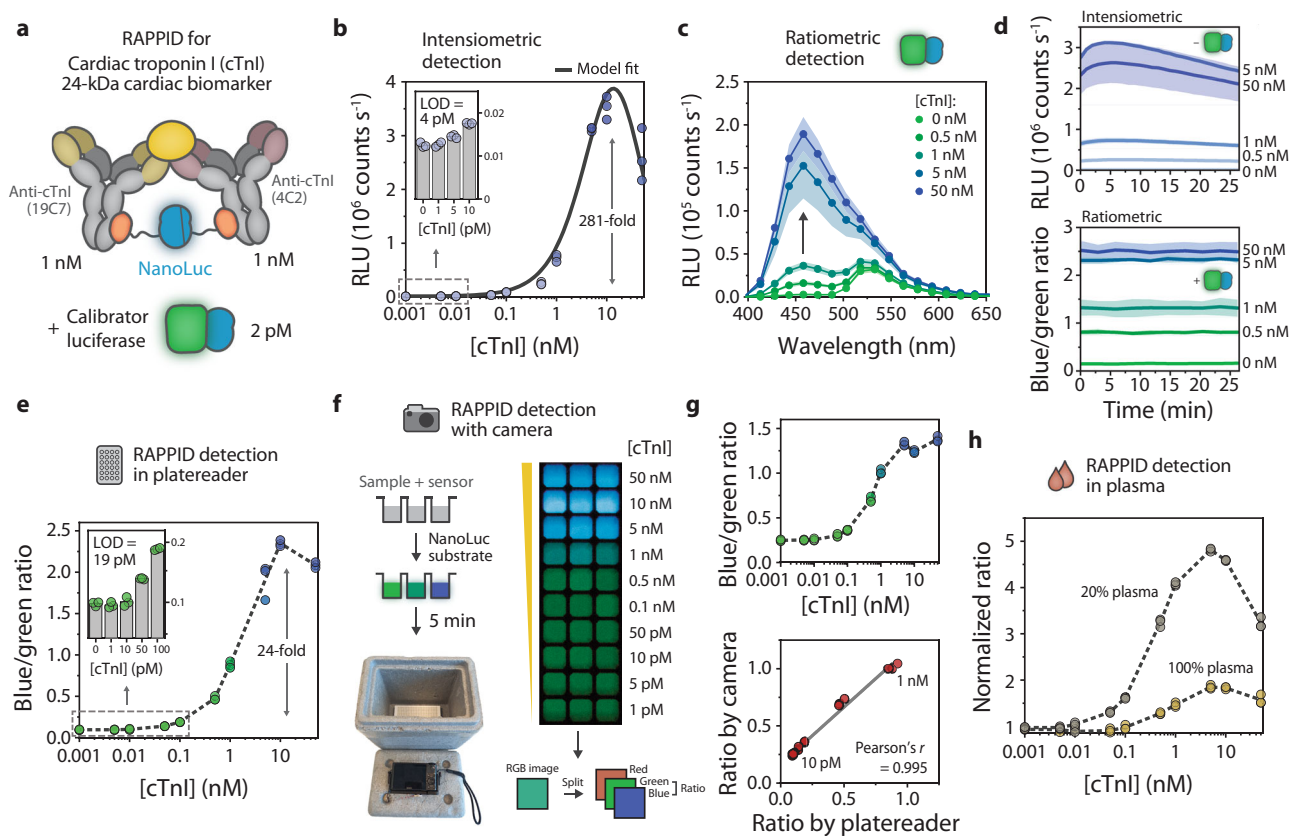 a
RAPPID for
Cardiac troponin I (cTnI)
24-kDa cardiac biomarker
Anti-cTnI
(19C7)
Anti-cTnI
(4C2)
1 nM
NanoLuc
1 nM
+ Calibrator
luciferase
2 pM
b
Intensiometric
detection
Model fit
RLU (10⁶ counts s⁻¹)
4
3
2
1
0
LOD =
4 pM
0.02
0.01
0
0 1 5 10
[cTnI] (pM)
281-fold
0.001 0.01 0.1 1 10
[cTnI] (nM)
c
Ratiometric
detection
[cTnI]:
0 nM
0.5 nM
1 nM
5 nM
50 nM
RLU (10⁵ counts s⁻¹)
2.5
2.0
1.5
1.0
0.5
0
400 450 500 550 600 650
Wavelength (nm)
d
Intensiometric
−
RLU (10⁶ counts s⁻¹)
3
2
1
0
5 nM
50 nM
1 nM
0.5 nM
0 nM
0 5 10 15 20 25
Ratiometric
+
Blue/green ratio
3
2
1
0
50 nM
5 nM
1 nM
0.5 nM
0 nM
0 5 10 15 20 25
Time (min)
e
RAPPID detection
in platereader
Blue/green ratio
2.5
2.0
1.5
1.0
0.5
0
LOD =
19 pM
0.2
0.1
0 1 10 50 100
[cTnI] (pM)
24-fold
0.001 0.01 0.1 1 10
[cTnI] (nM)
f
RAPPID detection
with camera
Sample + sensor
NanoLuc
substrate
5 min
[cTnI]
50 nM
10 nM
5 nM
1 nM
0.5 nM
0.1 nM
50 pM
10 pM
5 pM
1 pM
RGB image
Split
Red
Green
Blue
Ratio
g
Blue/green ratio
1.5
1.0
0.5
0
0.001 0.01 0.1 1 10
[cTnI] (nM)
Ratio by camera
1.25
1.0
0.75
0.5
0.25
0
1 nM
10 pM
Pearson's r
= 0.995
0 0.5 1.0
Ratio by platereader
h
RAPPID detection
in plasma
Normalized ratio
5
4
3
2
1
20% plasma
100% plasma
0.001 0.01 0.1 1 10
[cTnI] (nM)